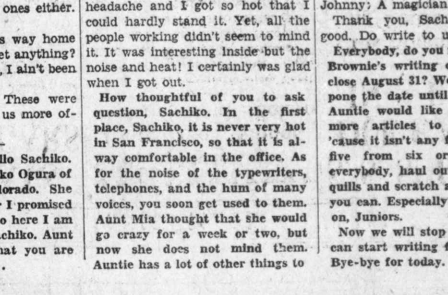 ones either.
s way home
et anything?
, I ain't been
These were
us more of-
llo Sachiko.
ko Ogura of
lorado. She
I promised
o here I am
chiko. Aunt
hat you are
.
headache and I got so hot that I
could hardly stand it. Yet, all the
people working didn't seem to mind
it. It was interesting inside but the
noise and heat! I certainly was glad
when I got out.
How thoughtful of you to ask
question, Sachiko. In the first
place, Sachiko, it is never very hot
in San Francisco, so that it is al-
way comfortable in the office. As
for the noise of the typewriters,
telephones, and the hum of many
voices, you soon get used to them.
Aunt Mia thought that she would
go crazy for a week or two, but
now she does not mind them.
Auntie has a lot of other things to
Johnny: A magician
Thank you, Sach
good. Do write to u
Everybody, do you
Brownie's writing c
close August 31? We
pone the date until
Auntie would like
more articles to
'cause it isn't any f
five from six or
everybody, haul ou
quills and scratch
you can. Especially
on, Juniors.
Now we will stop
can start writing f
Bye-bye for today.